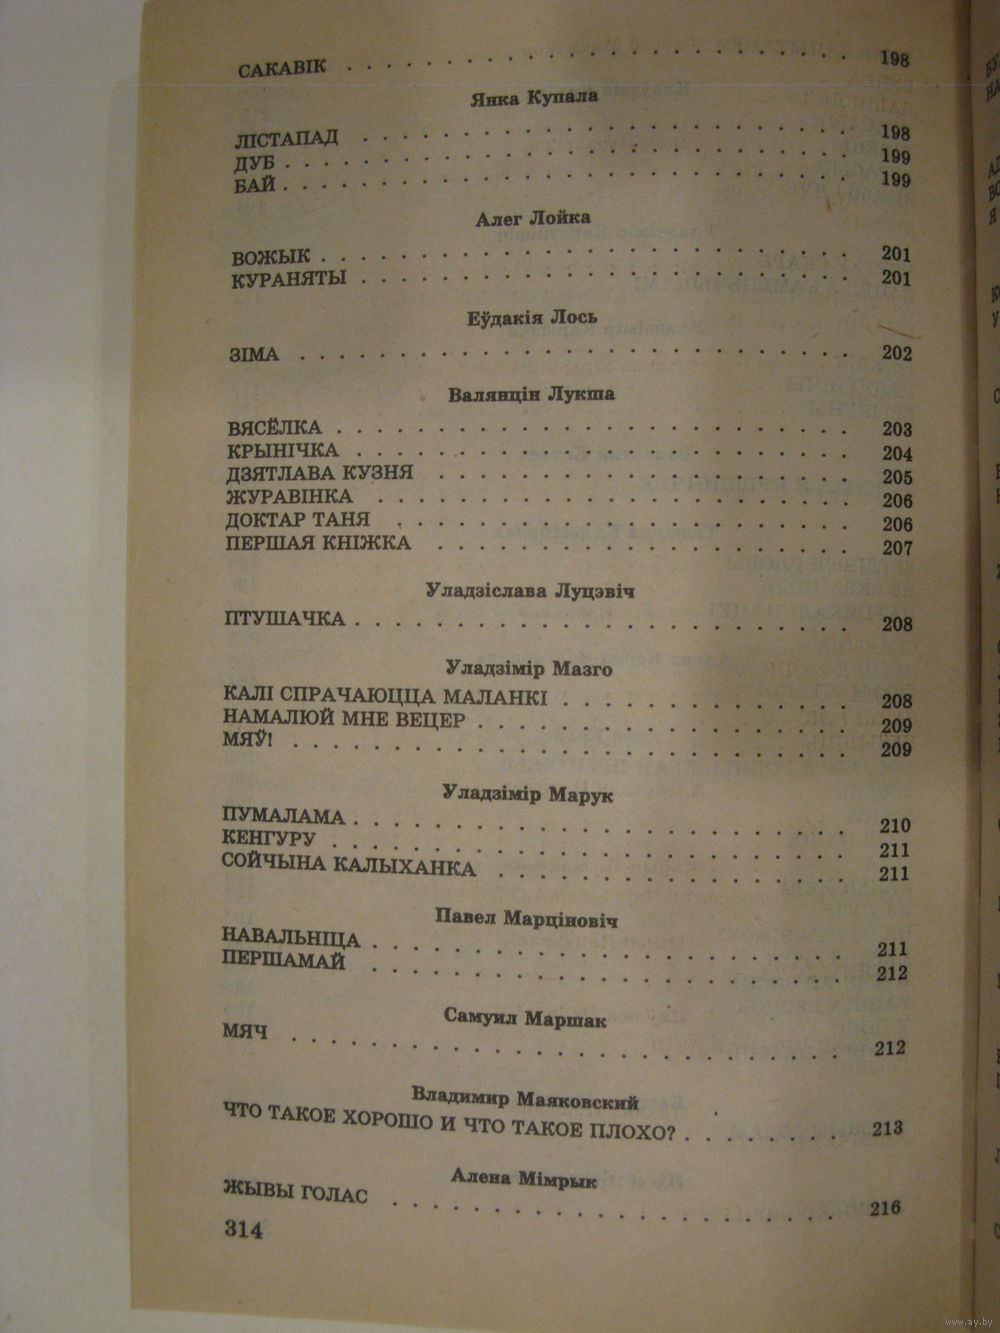 САКАВІК . . . . . . . . . . . . . . . . . . . . . . . . . 198
Янка Купала
ЛІСТАПАД . . . . . . . . . . . . . . . . . . . . . . . . 198
ДУБ . . . . . . . . . . . . . . . . . . . . . . . . . . . . 199
БАЙ . . . . . . . . . . . . . . . . . . . . . . . . . . . . 199
Алег Лойка
ВОЖЫК . . . . . . . . . . . . . . . . . . . . . . . . . . 201
КУРАНЯТЫ . . . . . . . . . . . . . . . . . . . . . . . . 201
Еўдакія Лось
ЗІМА . . . . . . . . . . . . . . . . . . . . . . . . . . . 202
Валянцін Лукша
ВЯСЁЛКА . . . . . . . . . . . . . . . . . . . . . . . . . 203
КРЫНІЧКА . . . . . . . . . . . . . . . . . . . . . . . . 204
ДЗЯТЛАВА КУЗНЯ . . . . . . . . . . . . . . . . . . . . 205
ЖУРАВІНКА . . . . . . . . . . . . . . . . . . . . . . . 206
ДОКТАР ТАНЯ . . . . . . . . . . . . . . . . . . . . . . 206
ПЕРШАЯ КНІЖКА . . . . . . . . . . . . . . . . . . . . 207
Уладзіслава Луцэвіч
ПТУШАЧКА . . . . . . . . . . . . . . . . . . . . . . . . 208
Уладзімір Мазго
КАЛІ СПРАЧАЮЦЦА МАЛАНКІ . . . . . . . . . . . . . . 208
НАМАЛЮЙ МНЕ ВЕЦЕР . . . . . . . . . . . . . . . . . . 209
МЯЎ! . . . . . . . . . . . . . . . . . . . . . . . . . . . 209
Уладзімір Марук
ПУМАЛАМА . . . . . . . . . . . . . . . . . . . . . . . . 210
КЕНГУРУ . . . . . . . . . . . . . . . . . . . . . . . . . 211
СОЙЧЫНА КАЛЫХАНКА . . . . . . . . . . . . . . . . . 211
Павел Марціновіч
НАВАЛЬНІЦА . . . . . . . . . . . . . . . . . . . . . . . 211
ПЕРШАМАЙ . . . . . . . . . . . . . . . . . . . . . . . 212
Самуил Маршак
МЯЧ . . . . . . . . . . . . . . . . . . . . . . . . . . . 212
Владимир Маяковский
ЧТО ТАКОЕ ХОРОШО И ЧТО ТАКОЕ ПЛОХО? . . . . . . . . 213
Алена Мімрык
ЖЫВЫ ГОЛАС . . . . . . . . . . . . . . . . . . . . . . 216
314
www.ay.by